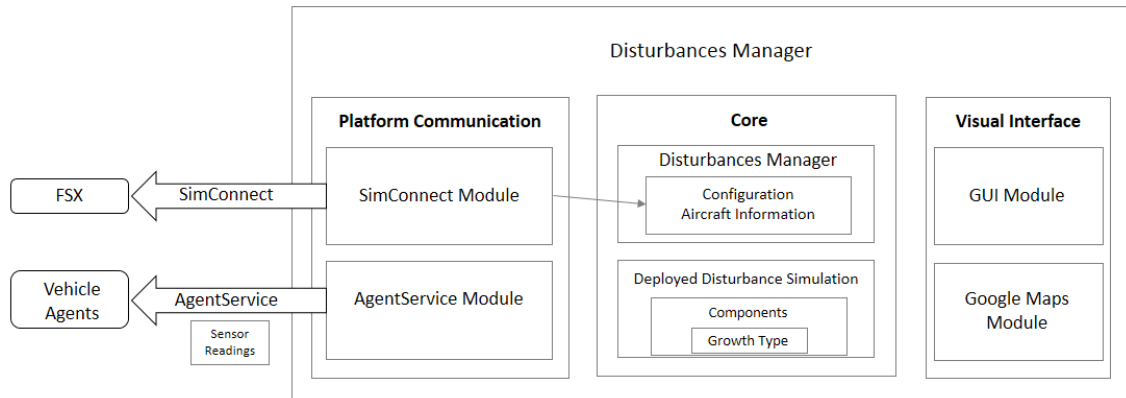 Disturbances Manager
Platform Communication
Core
Visual Interface
FSX
SimConnect
SimConnect Module
Disturbances Manager
Configuration
Aircraft Information
GUI Module
Vehicle
Agents
AgentService
Sensor
Readings
AgentService Module
Deployed Disturbance Simulation
Components
Growth Type
Google Maps
Module